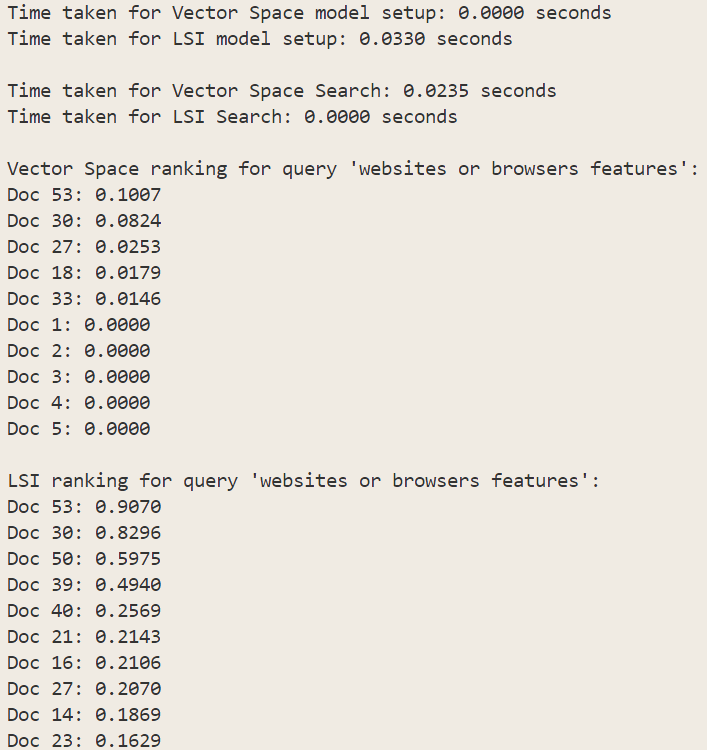 Time taken for Vector Space model setup: 0.0000 seconds
Time taken for LSI model setup: 0.0330 seconds
Time taken for Vector Space Search: 0.0235 seconds
Time taken for LSI Search: 0.0000 seconds
Vector Space ranking for query 'websites or browsers features':
Doc 53: 0.1007
Doc 30: 0.0824
Doc 27: 0.0253
Doc 18: 0.0179
Doc 33: 0.0146
Doc 1: 0.0000
Doc 2: 0.0000
Doc 3: 0.0000
Doc 4: 0.0000
Doc 5: 0.0000
LSI ranking for query 'websites or browsers features':
Doc 53: 0.9070
Doc 30: 0.8296
Doc 50: 0.5975
Doc 39: 0.4940
Doc 40: 0.2569
Doc 21: 0.2143
Doc 16: 0.2106
Doc 27: 0.2070
Doc 14: 0.1869
Doc 23: 0.1629